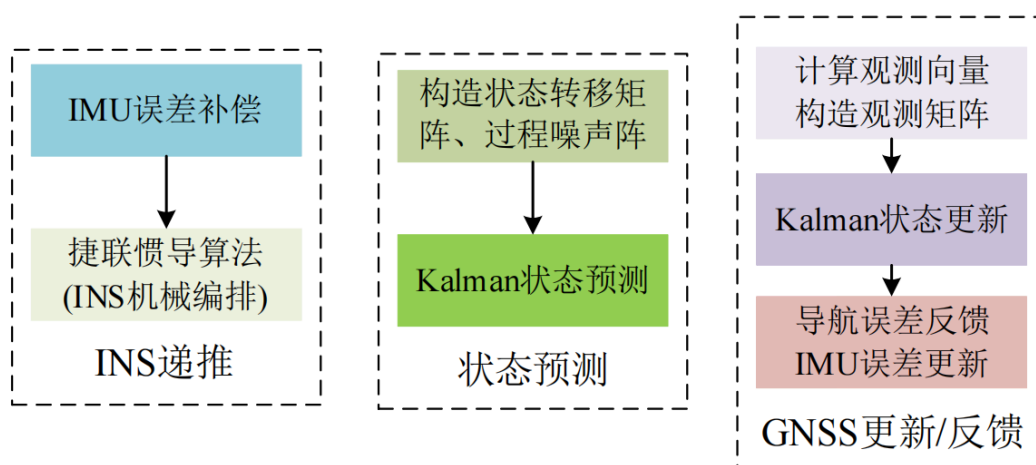 IMU误差补偿
捷联惯导算法
(INS机械编排)
INS递推
构造状态转移矩
阵、过程噪声阵
Kalman状态预测
状态预测
计算观测向量
构造观测矩阵
Kalman状态更新
导航误差反馈
IMU误差更新
GNSS更新/反馈